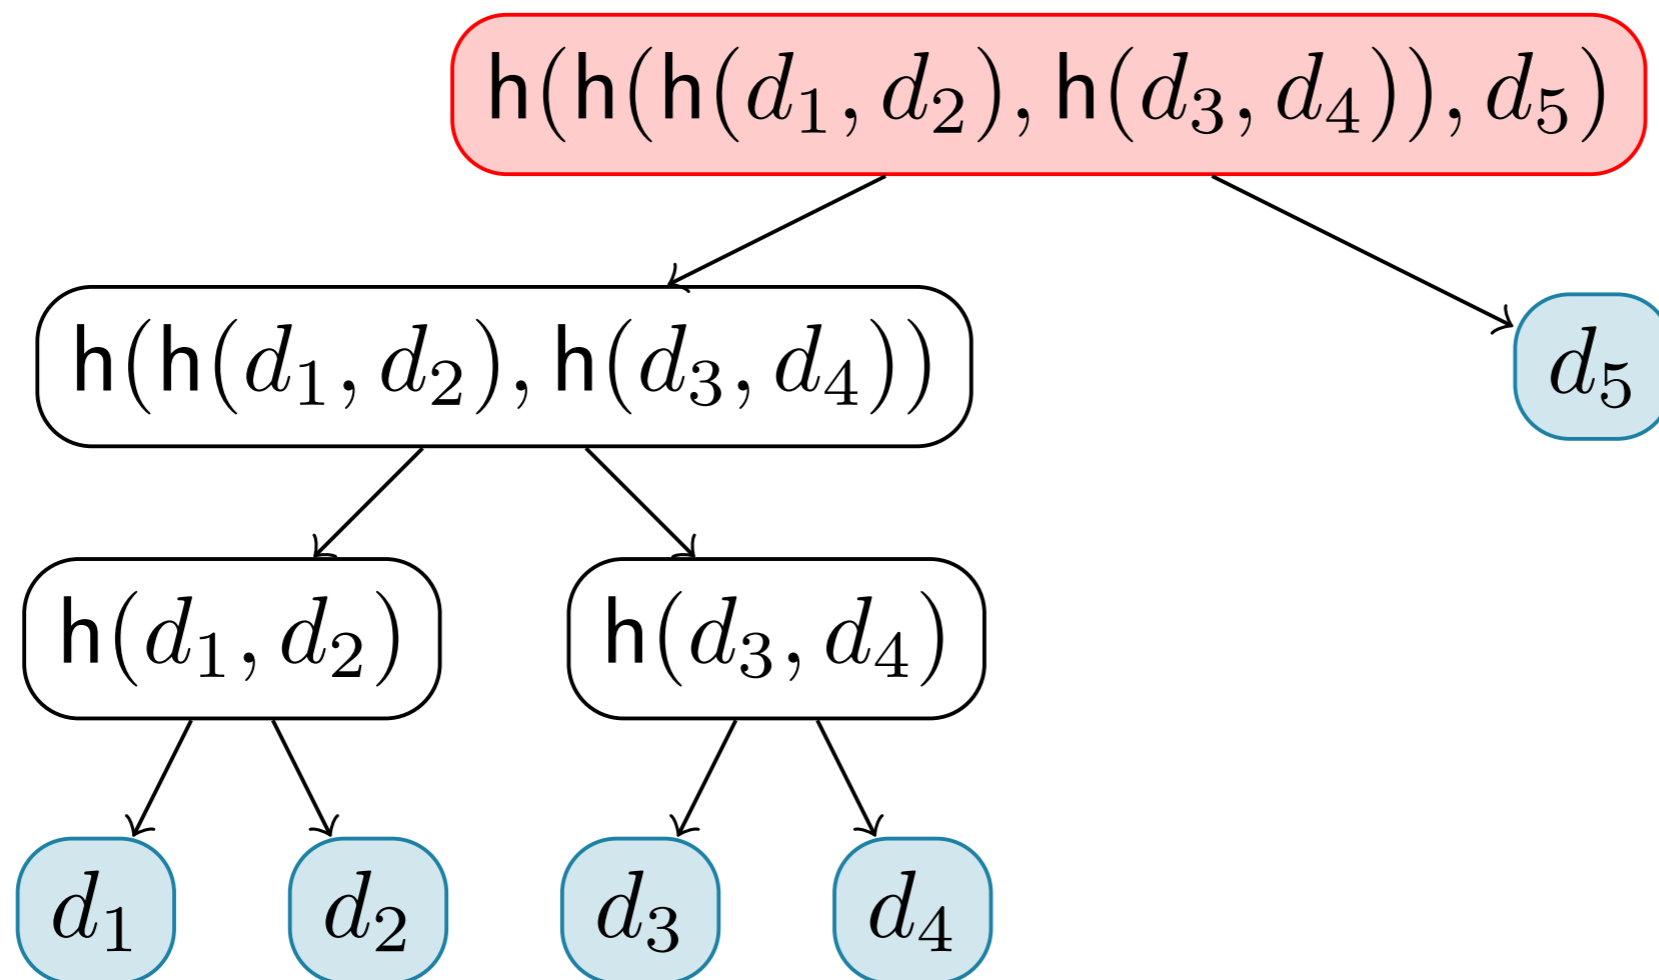 h(h(h(d₁, d₂), h(d₃, d₄)), d₅)
h(h(d₁, d₂), h(d₃, d₄))
d₅
h(d₁, d₂)
h(d₃, d₄)
d₁
d₂
d₃
d₄